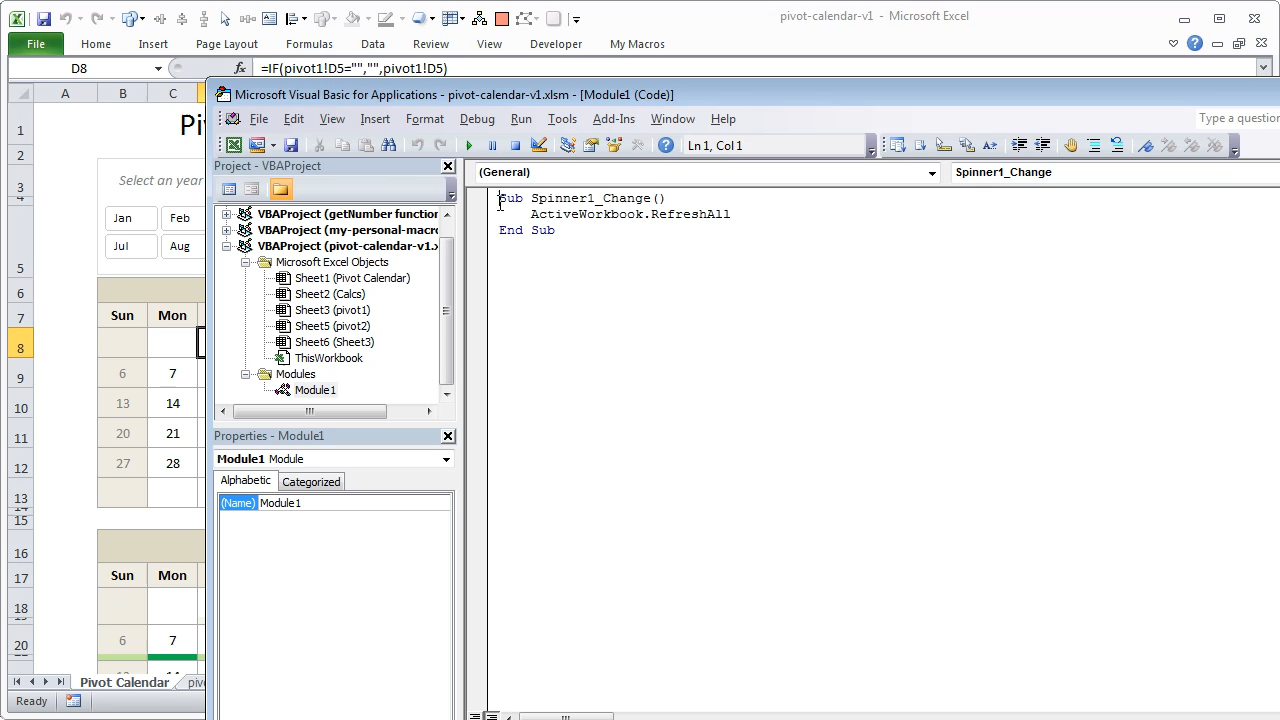 pivot-calendar-v1 - Microsoft Excel
File Home Insert Page Layout Formulas Data Review View Developer My Macros
D8 fx =IF(pivot1!D5="","",pivot1!D5)
A B C
1
2
3
4
5
6
7
8
9
10
11
12
13
14
15
16
17
18
19
20
Select an year
Jan Feb
Jul Aug
Sun Mon
6 7
13 14
20 21
27 28
Sun Mon
6 7
Pivot Calendar
Ready
Microsoft Visual Basic for Applications - pivot-calendar-v1.xlsm - [Module1 (Code)]
File Edit View Insert Format Debug Run Tools Add-Ins Window Help
Type a question
Ln 1, Col 1
Project - VBAProject
VBAProject (getNumber function
VBAProject (my-personal-macro
VBAProject (pivot-calendar-v1.x
Microsoft Excel Objects
Sheet1 (Pivot Calendar)
Sheet2 (Calcs)
Sheet3 (pivot1)
Sheet5 (pivot2)
Sheet6 (Sheet3)
ThisWorkbook
Modules
Module1
Properties - Module1
Module1 Module
Alphabetic Categorized
(Name) Module1
(General) Spinner1_Change
Sub Spinner1_Change()
ActiveWorkbook.RefreshAll
End Sub